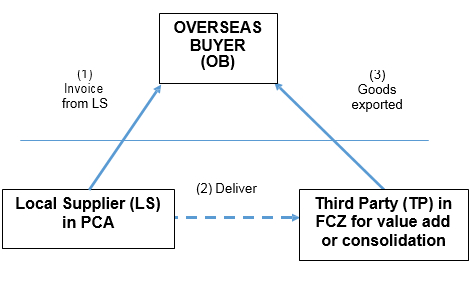 OVERSEAS
BUYER
(OB)
(1)
Invoice
from LS
(3)
Goods
exported
(2) Deliver
Local Supplier (LS)
in PCA
Third Party (TP) in
FCZ for value add
or consolidation